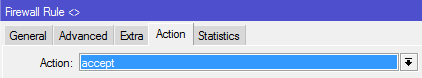 Firewall Rule <>
General Advanced Extra Action Statistics
Action: accept